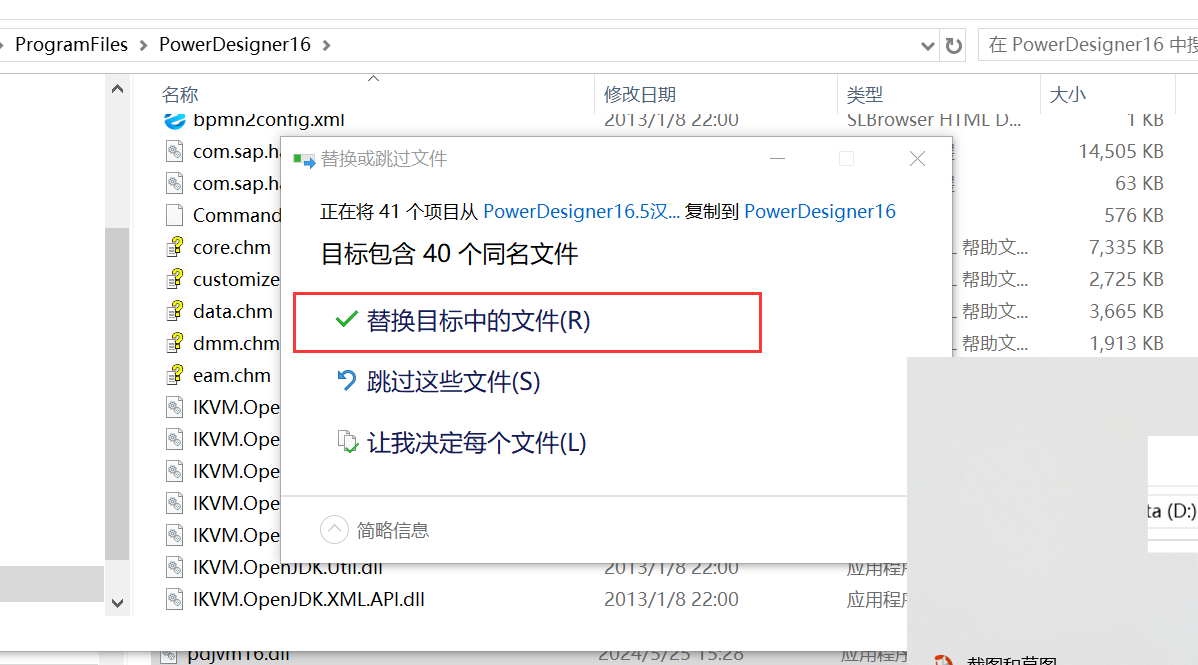 ProgramFiles > PowerDesigner16 >
在 PowerDesigner16 中搜
名称 修改日期 类型 大小
bpmn2config.xml 2013/1/8 22:00 SLBrowser HTML D... 1 KB
com.sap.ha 14,505 KB
com.sap.ha 63 KB
Command 576 KB
core.chm 帮助文... 7,335 KB
customize 帮助文... 2,725 KB
data.chm 帮助文... 3,665 KB
dmm.chm 帮助文... 1,913 KB
eam.chm
IKVM.Ope
IKVM.Ope
IKVM.Ope
IKVM.Ope
IKVM.Ope
IKVM.OpenJDK.Util.dll 2013/1/8 22:00 应用程序
IKVM.OpenJDK.XML.API.dll 2013/1/8 22:00 应用程序
pdjvm16.dll 2024/5/25 15:28 应用程序
替换或跳过文件
正在将 41 个项目从 PowerDesigner16.5汉... 复制到 PowerDesigner16
目标包含 40 个同名文件
替换目标中的文件(R)
跳过这些文件(S)
让我决定每个文件(L)
简略信息
ta (D:)
截图和草图